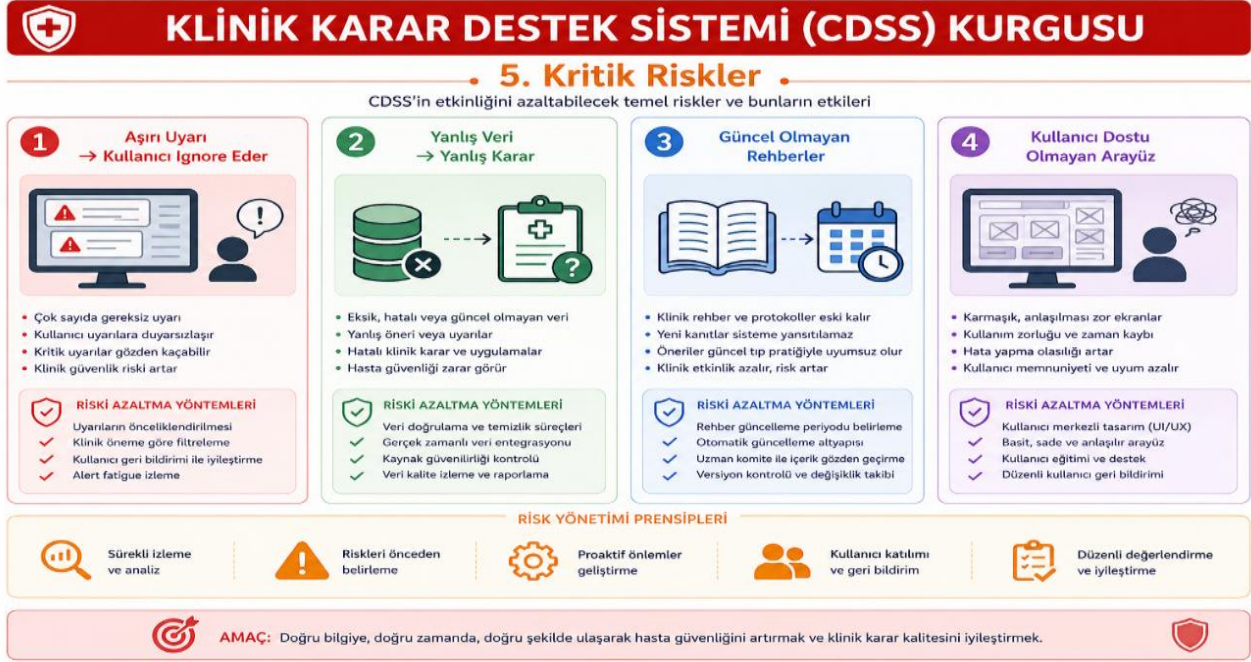 KLİNİK KARAR DESTEK SİSTEMİ (CDSS) KURGUSU
5. Kritik Riskler
CDSS'in etkinliğini azaltabilecek temel riskler ve bunların etkileri
1
Aşırı Uyarı
→ Kullanıcı Ignore Eder
!
• Çok sayıda gereksiz uyarı
• Kullanıcı uyarılara duyarsızlaşır
• Kritik uyarılar gözden kaçabilir
• Klinik güvenlik riski artar
RİSKİ AZALTMA YÖNTEMLERİ
Uyarıların önceliklendirilmesi
Klinik öneme göre filtreleme
Kullanıcı geri bildirimi ile iyileştirme
Alert fatigue izleme
2
Yanlış Veri
→ Yanlış Karar
?
• Eksik, hatalı veya güncel olmayan veri
• Yanlış öneri veya uyarılar
• Hatalı klinik karar ve uygulamalar
• Hasta güvenliği zarar görür
RİSKİ AZALTMA YÖNTEMLERİ
Veri doğrulama ve temizlik süreçleri
Gerçek zamanlı veri entegrasyonu
Kaynak güvenilirliği kontrolü
Veri kalite izleme ve raporlama
3
Güncel Olmayan
Rehberler
• Klinik rehber ve protokoller eski kalır
• Yeni kanıtlar sisteme yansıtılamaz
• Öneriler güncel tıp pratiğiyle uyumsuz olur
• Klinik etkinlik azalır, risk artar
RİSKİ AZALTMA YÖNTEMLERİ
Rehber güncelleme periyodu belirleme
Otomatik güncelleme altyapısı
Uzman komite ile içerik gözden geçirme
Versiyon kontrolü ve değişiklik takibi
4
Kullanıcı Dostu
Olmayan Arayüz
• Karmaşık, anlaşılması zor ekranlar
• Kullanım zorluğu ve zaman kaybı
• Hata yapma olasılığı artar
• Kullanıcı memnuniyeti ve uyum azalır
RİSKİ AZALTMA YÖNTEMLERİ
Kullanıcı merkezli tasarım (UI/UX)
Basit, sade ve anlaşılır arayüz
Kullanıcı eğitimi ve destek
Düzenli kullanıcı geri bildirimi
RİSK YÖNETİMİ PRENSİPLERİ
Sürekli izleme
ve analiz
Riskleri önceden
belirleme
Proaktif önlemler
geliştirme
Kullanıcı katılımı
ve geri bildirim
Düzenli değerlendirme
ve iyileştirme
AMAÇ: Doğru bilgiye, doğru zamanda, doğru şekilde ulaşarak hasta güvenliğini artırmak ve klinik karar kalitesini iyileştirmek.